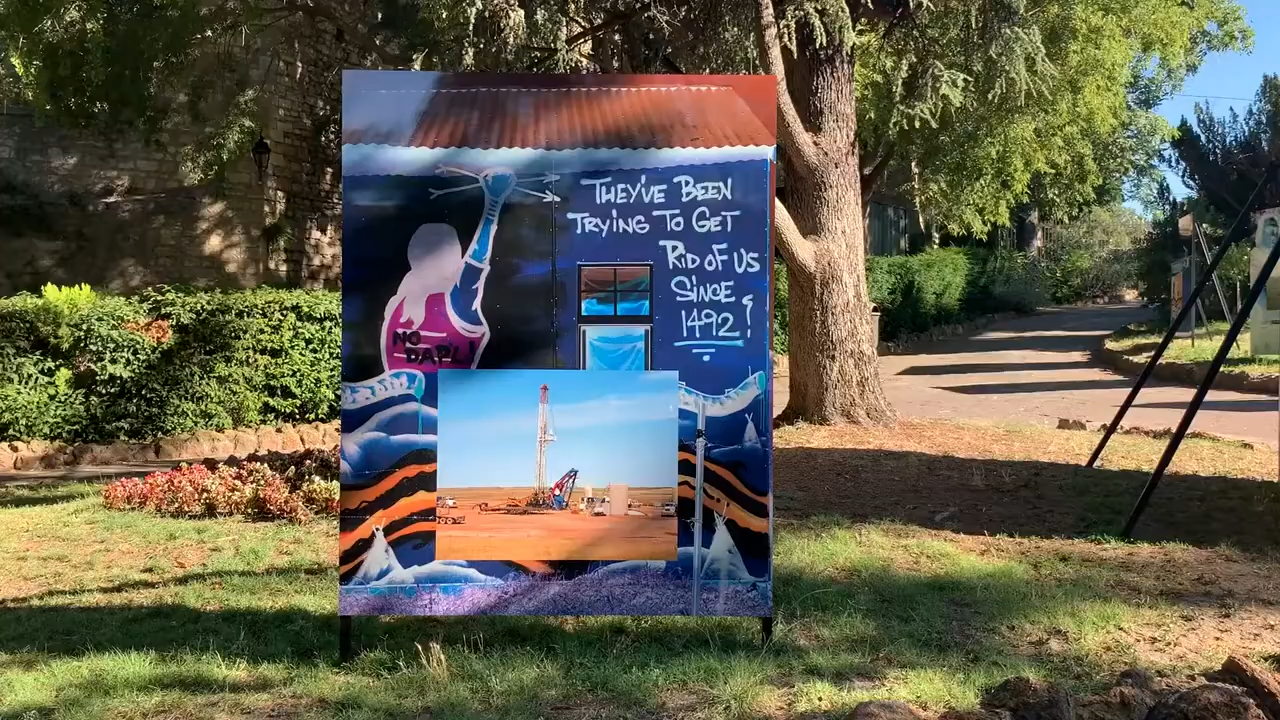 THEY'VE BEEN
TRYING TO GET
RID OF US
SINCE
1492!
NO
DAPL!